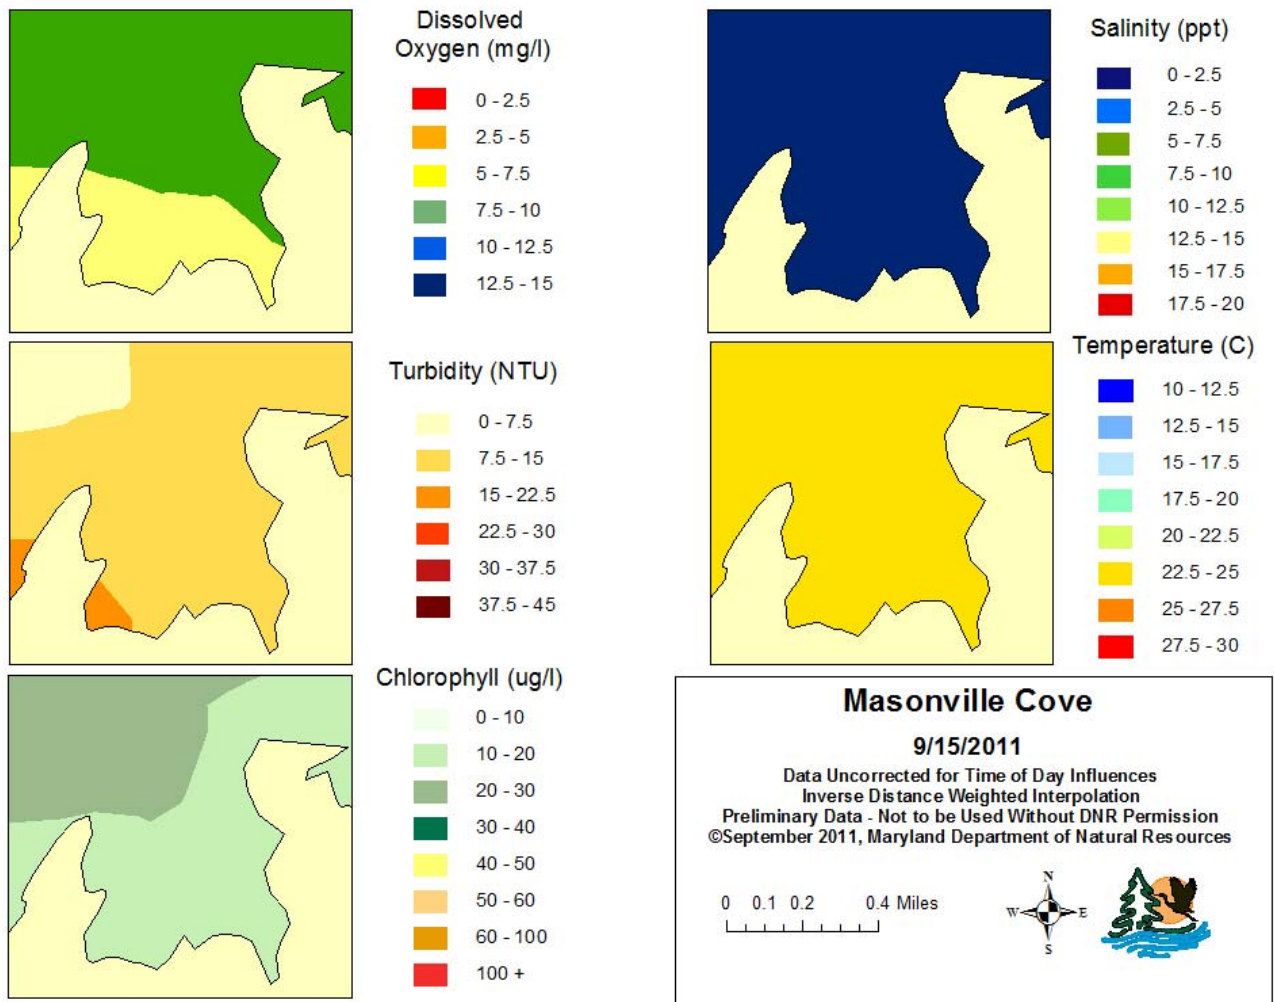 Dissolved
Oxygen (mg/l)
0 - 2.5
2.5 - 5
5 - 7.5
7.5 - 10
10 - 12.5
12.5 - 15
Salinity (ppt)
0 - 2.5
2.5 - 5
5 - 7.5
7.5 - 10
10 - 12.5
12.5 - 15
15 - 17.5
17.5 - 20
Turbidity (NTU)
0 - 7.5
7.5 - 15
15 - 22.5
22.5 - 30
30 - 37.5
37.5 - 45
Temperature (C)
10 - 12.5
12.5 - 15
15 - 17.5
17.5 - 20
20 - 22.5
22.5 - 25
25 - 27.5
27.5 - 30
Chlorophyll (ug/l)
0 - 10
10 - 20
20 - 30
30 - 40
40 - 50
50 - 60
60 - 100
100 +
Masonville Cove
9/15/2011
Data Uncorrected for Time of Day Influences
Inverse Distance Weighted Interpolation
Preliminary Data - Not to be Used Without DNR Permission
©September 2011, Maryland Department of Natural Resources
0 0.1 0.2 0.4 Miles
N
W E
S